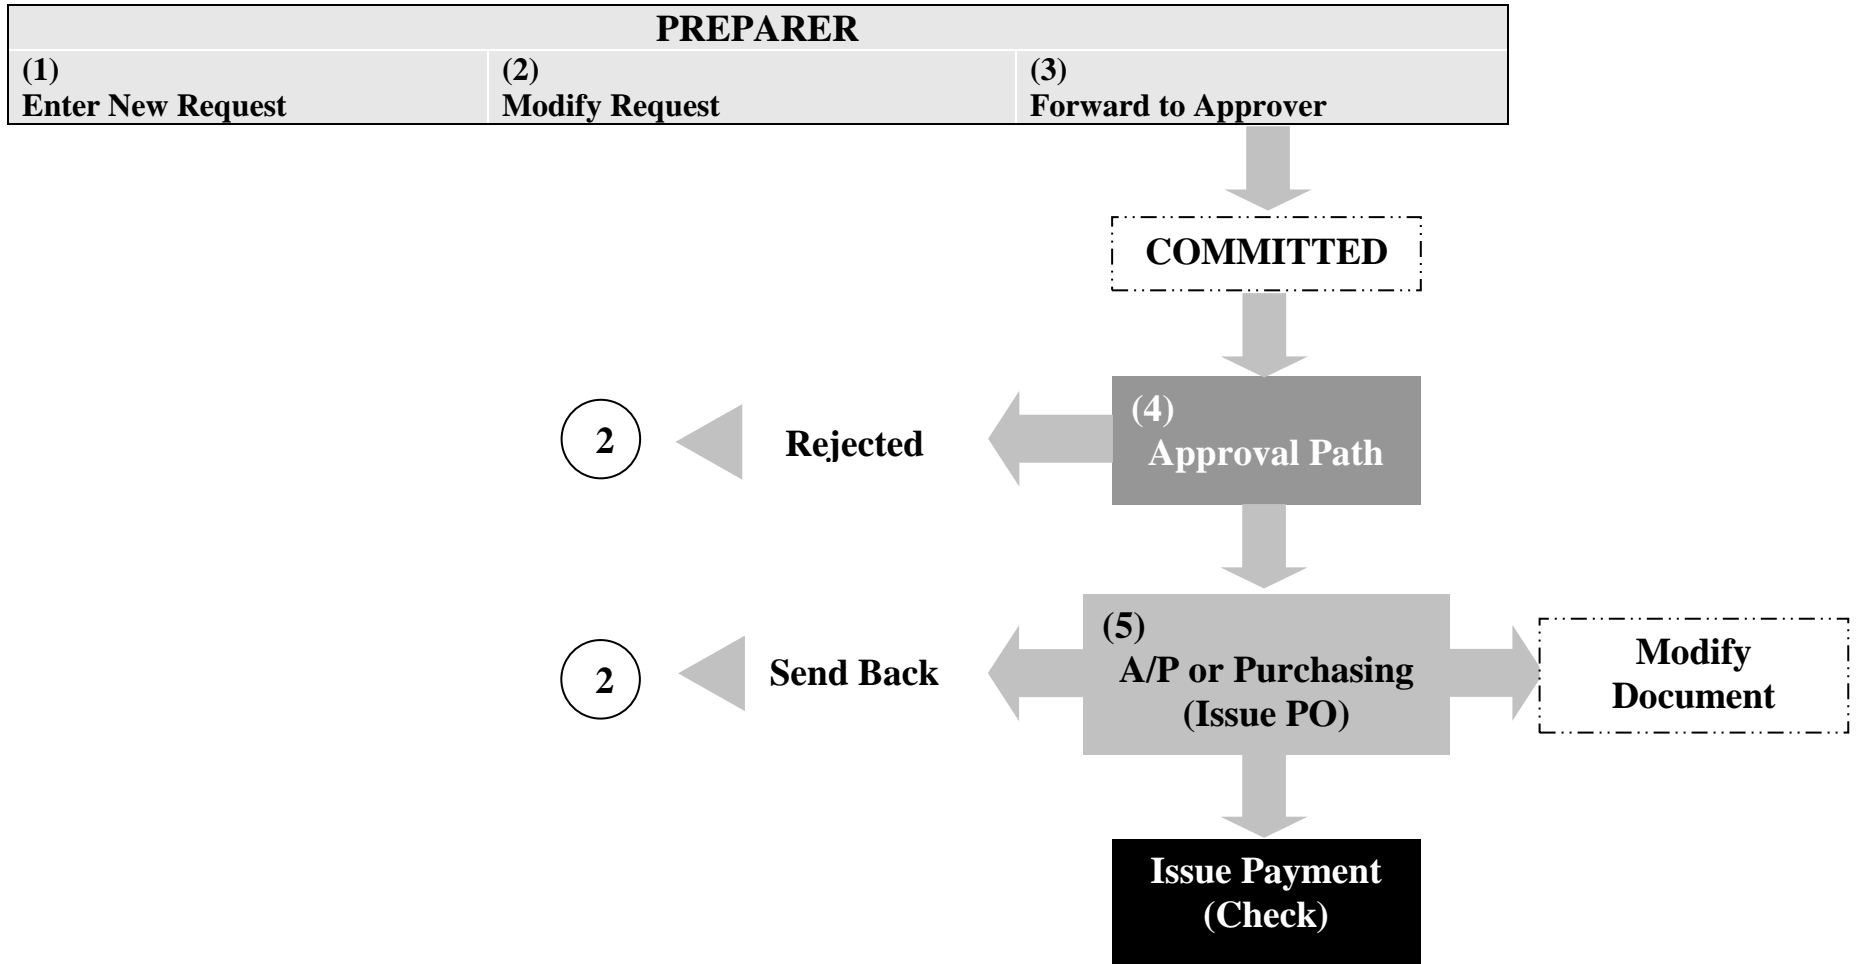 PREPARER
(1)
Enter New Request
(2)
Modify Request
(3)
Forward to Approver
COMMITTED
(4)
Approval Path
2
Rejected
(5)
A/P or Purchasing
(Issue PO)
2
Send Back
Modify
Document
Issue Payment
(Check)